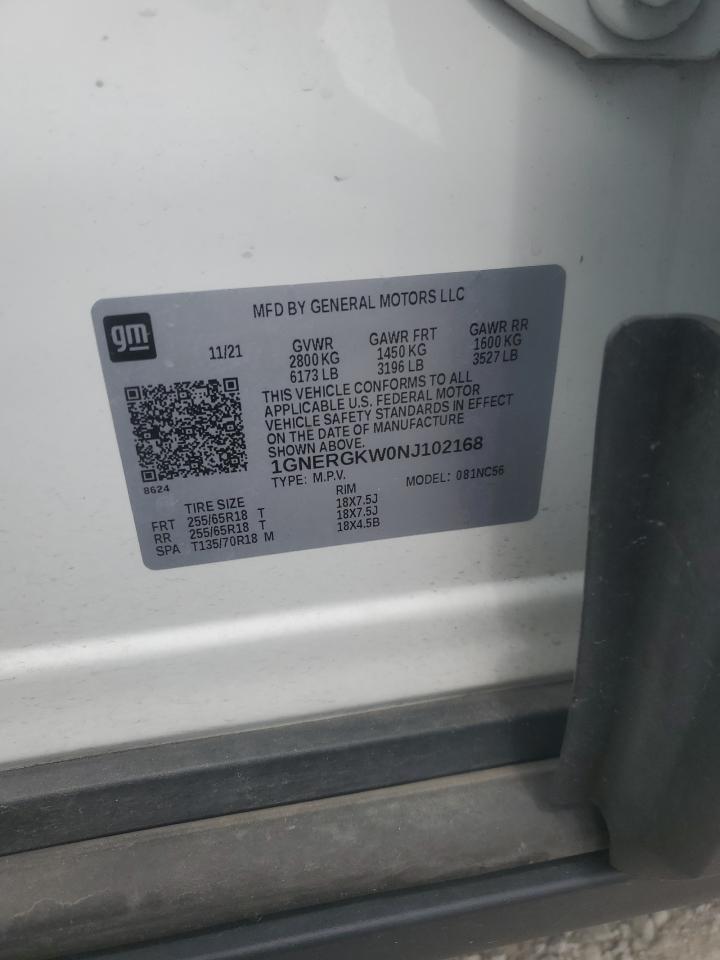 MFD BY GENERAL MOTORS LLC
gm
11/21
GVWR GAWR FRT GAWR RR
2800 KG 1450 KG 1600 KG
6173 LB 3196 LB 3527 LB
THIS VEHICLE CONFORMS TO ALL
APPLICABLE U.S. FEDERAL MOTOR
VEHICLE SAFETY STANDARDS IN EFFECT
ON THE DATE OF MANUFACTURE
SHOWN ABOVE.
1GNERGKW0NJ102168
8624
TYPE: M.P.V. MODEL: 081NC56
TIRE SIZE RIM
FRT 255/65R18 T 18X7.5J
RR 255/65R18 T 18X7.5J
SPA T135/70R18 M 18X4.5B